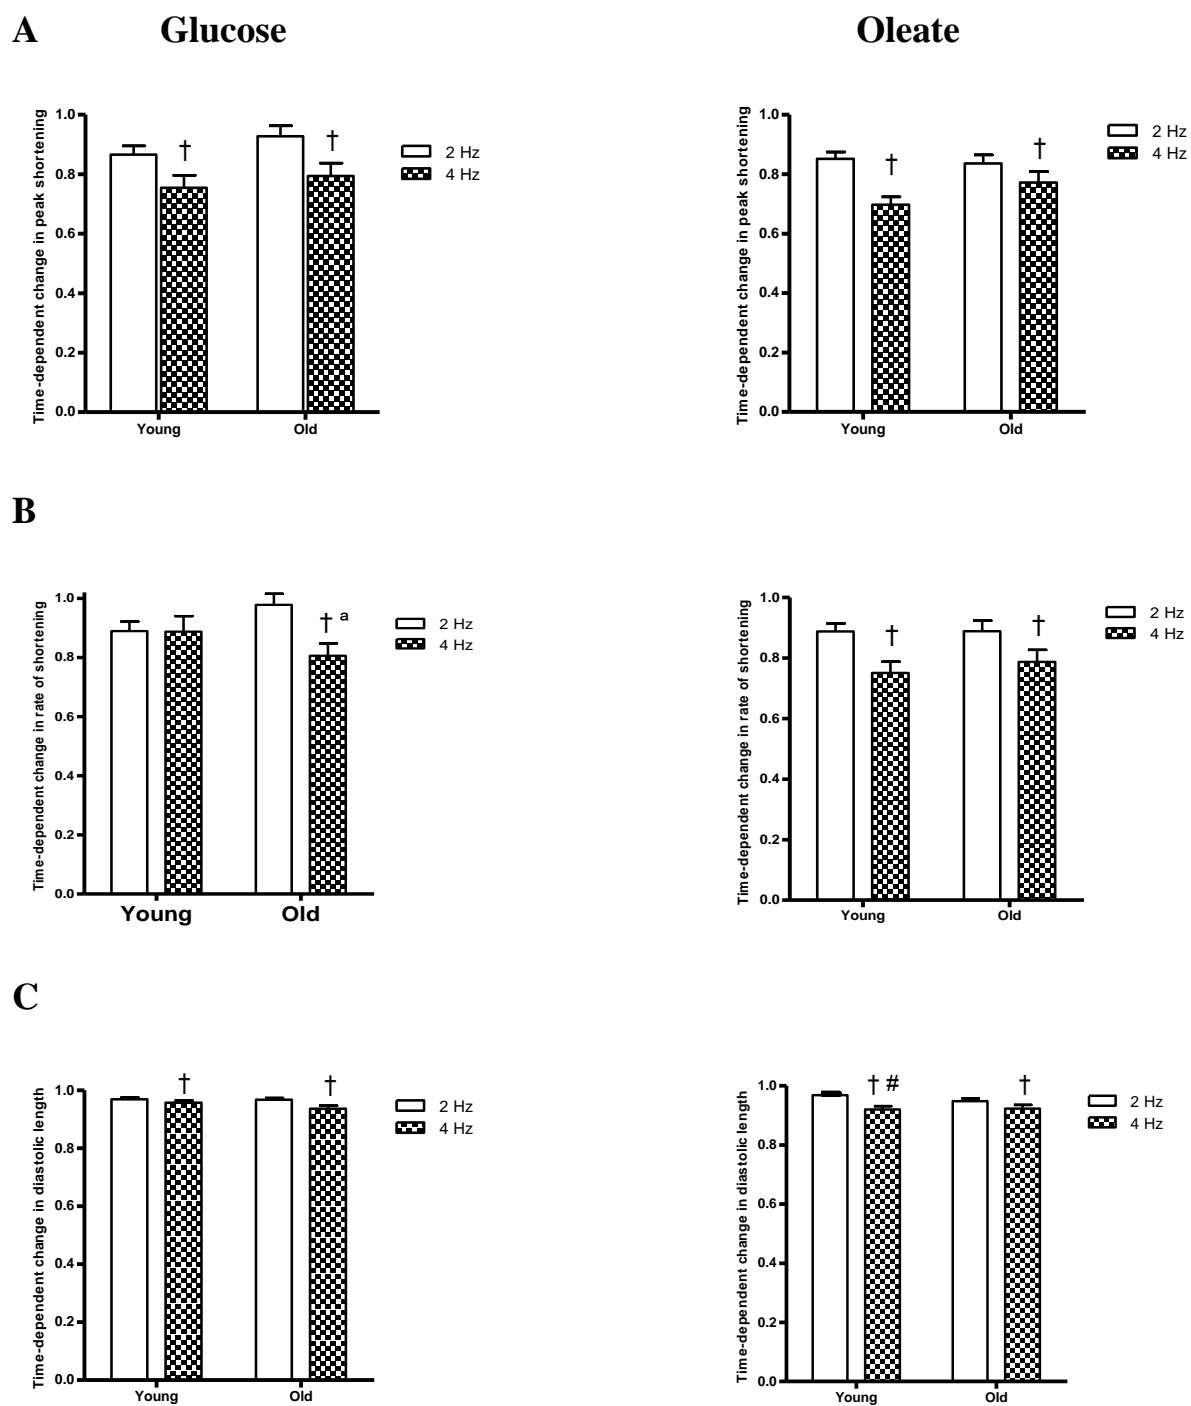 A Glucose Oleate
Time-dependent change in peak shortening
1.0
0.8
0.6
0.4
0.2
0.0
†
†
2 Hz
4 Hz
Young Old
Time-dependent change in peak shortening
1.0
0.8
0.6
0.4
0.2
0.0
†
†
2 Hz
4 Hz
Young Old
B
Time-dependent change in rate of shortening
1.0
0.8
0.6
0.4
0.2
0.0
† a
2 Hz
4 Hz
Young Old
Time-dependent change in rate of shortening
1.0
0.8
0.6
0.4
0.2
0.0
†
†
2 Hz
4 Hz
Young Old
C
Time-dependent change in diastolic length
1.0
0.8
0.6
0.4
0.2
0.0
†
†
2 Hz
4 Hz
Young Old
Time-dependent change in diastolic length
1.0
0.8
0.6
0.4
0.2
0.0
† #
†
2 Hz
4 Hz
Young Old